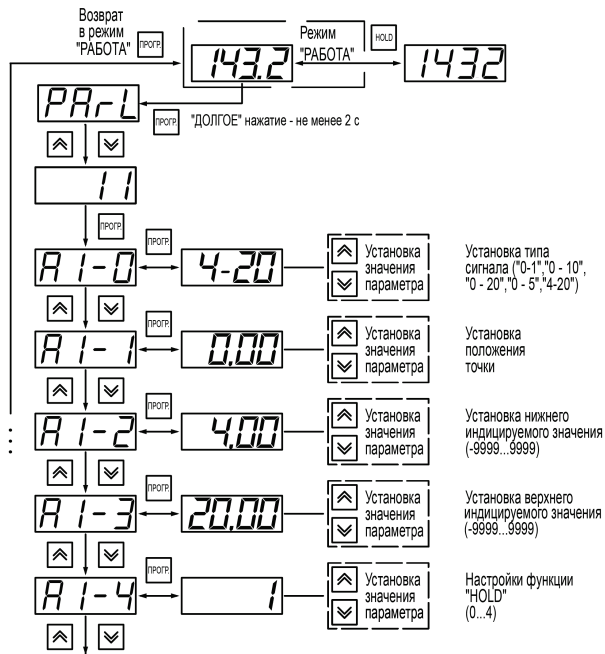 Возврат
в режим
"РАБОТА"
ПРОГР.
143.2
Режим
"РАБОТА"
HOLD
1432
PArL
ПРОГР.
"ДОЛГОЕ" нажатие - не менее 2 с
11
ПРОГР.
A1-0
ПРОГР.
4-20
Установка
значения
параметра
Установка типа
сигнала ("0-1","0 - 10",
"0 - 20","0 - 5","4-20")
A1-1
ПРОГР.
0.00
Установка
значения
параметра
Установка
положения
точки
A1-2
ПРОГР.
4.00
Установка
значения
параметра
Установка нижнего
индицируемого значения
(-9999...9999)
A1-3
ПРОГР.
20.00
Установка
значения
параметра
Установка верхнего
индицируемого значения
(-9999...9999)
A1-4
ПРОГР.
1
Установка
значения
параметра
Настройки функции
"HOLD"
(0...4)